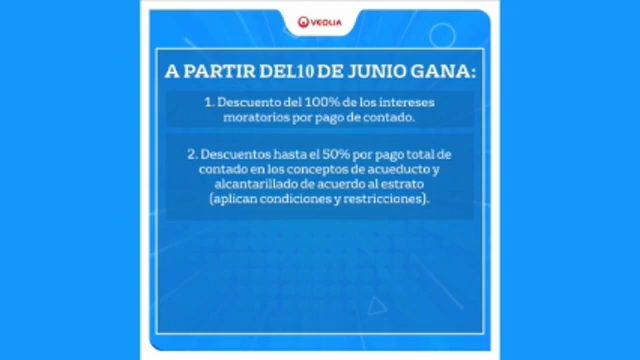 VEOLIA
A PARTIR DEL10 DE JUNIO GANA:
1. Descuento del 100% de los intereses
moratorios por pago de contado.
2. Descuentos hasta el 50% por pago total de
contado en los conceptos de acueducto y
alcantarillado de acuerdo al estrato
(aplican condiciones y restricciones).